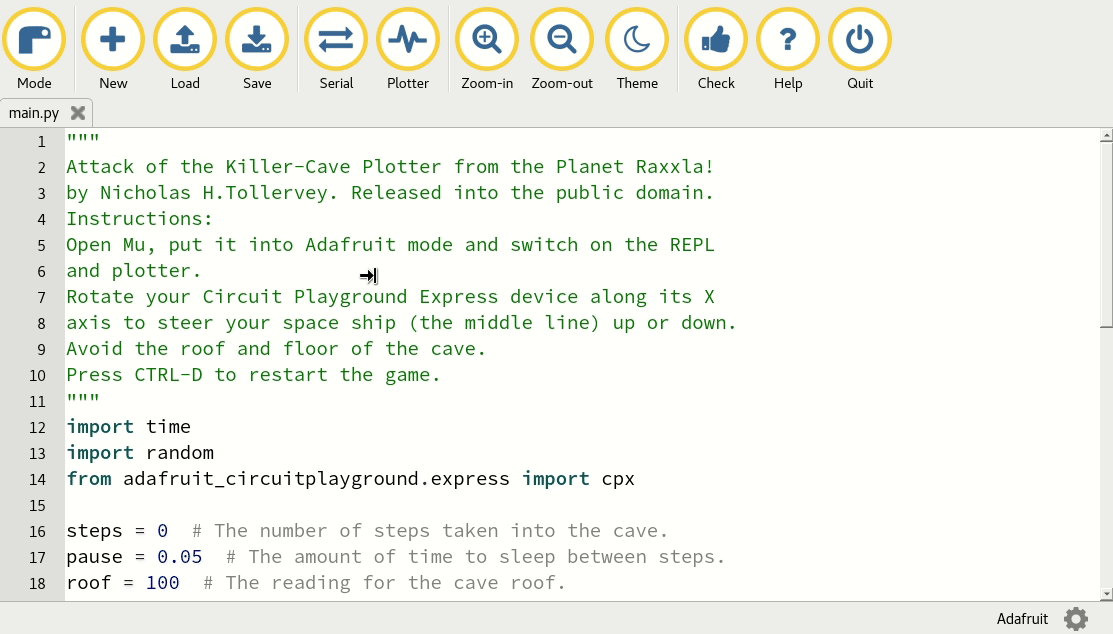 Mode New Load Save Serial Plotter Zoom-in Zoom-out Theme Check Help Quit
main.py
1 """
2 Attack of the Killer-Cave Plotter from the Planet Raxxla!
3 by Nicholas H.Tollervey. Released into the public domain.
4 Instructions:
5 Open Mu, put it into Adafruit mode and switch on the REPL
6 and plotter.
7 Rotate your Circuit Playground Express device along its X
8 axis to steer your space ship (the middle line) up or down.
9 Avoid the roof and floor of the cave.
10 Press CTRL-D to restart the game.
11 """
12 import time
13 import random
14 from adafruit_circuitplayground.express import cpx
15
16 steps = 0  # The number of steps taken into the cave.
17 pause = 0.05  # The amount of time to sleep between steps.
18 roof = 100  # The reading for the cave roof.
Adafruit